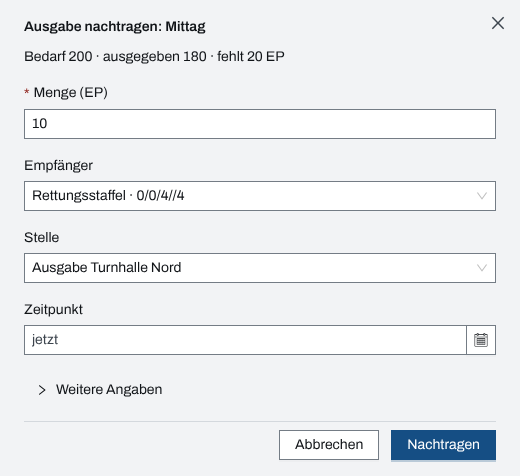 Ausgabe nachtragen: Mittag
Bedarf 200 · ausgegeben 180 · fehlt 20 EP
* Menge (EP)
10
Empfänger
Rettungsstaffel · 0/0/4//4
Stelle
Ausgabe Turnhalle Nord
Zeitpunkt
jetzt
Weitere Angaben
Abbrechen
Nachtragen